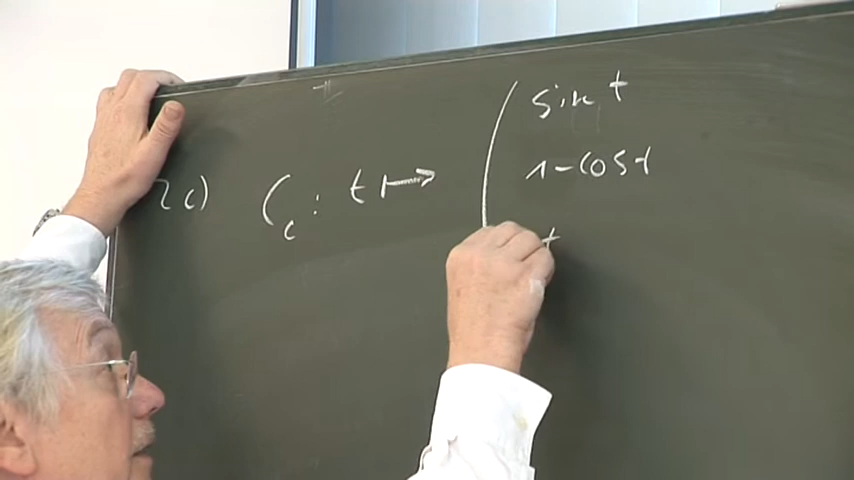 sin t
2c) C_c : t ↦ ( 1-cos t
t